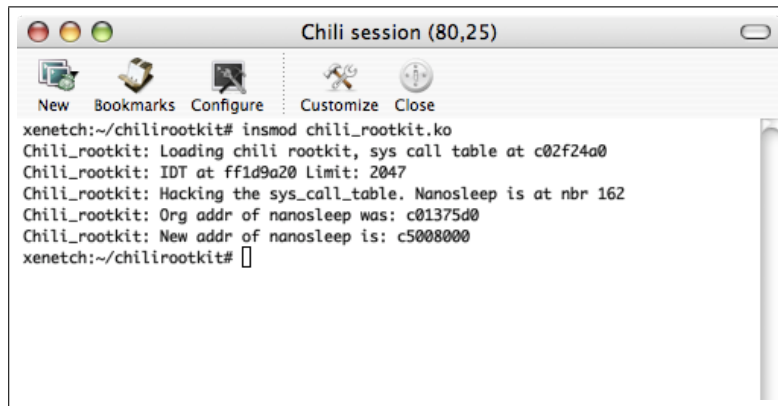 Chili session (80,25)
New Bookmarks Configure Customize Close
xenetch:~/chilirootkit# insmod chili_rootkit.ko
Chili_rootkit: Loading chili rootkit, sys call table at c02f24a0
Chili_rootkit: IDT at ff1d9a20 Limit: 2047
Chili_rootkit: Hacking the sys_call_table. Nanosleep is at nbr 162
Chili_rootkit: Org addr of nanosleep was: c01375d0
Chili_rootkit: New addr of nanosleep is: c5008000
xenetch:~/chilirootkit#